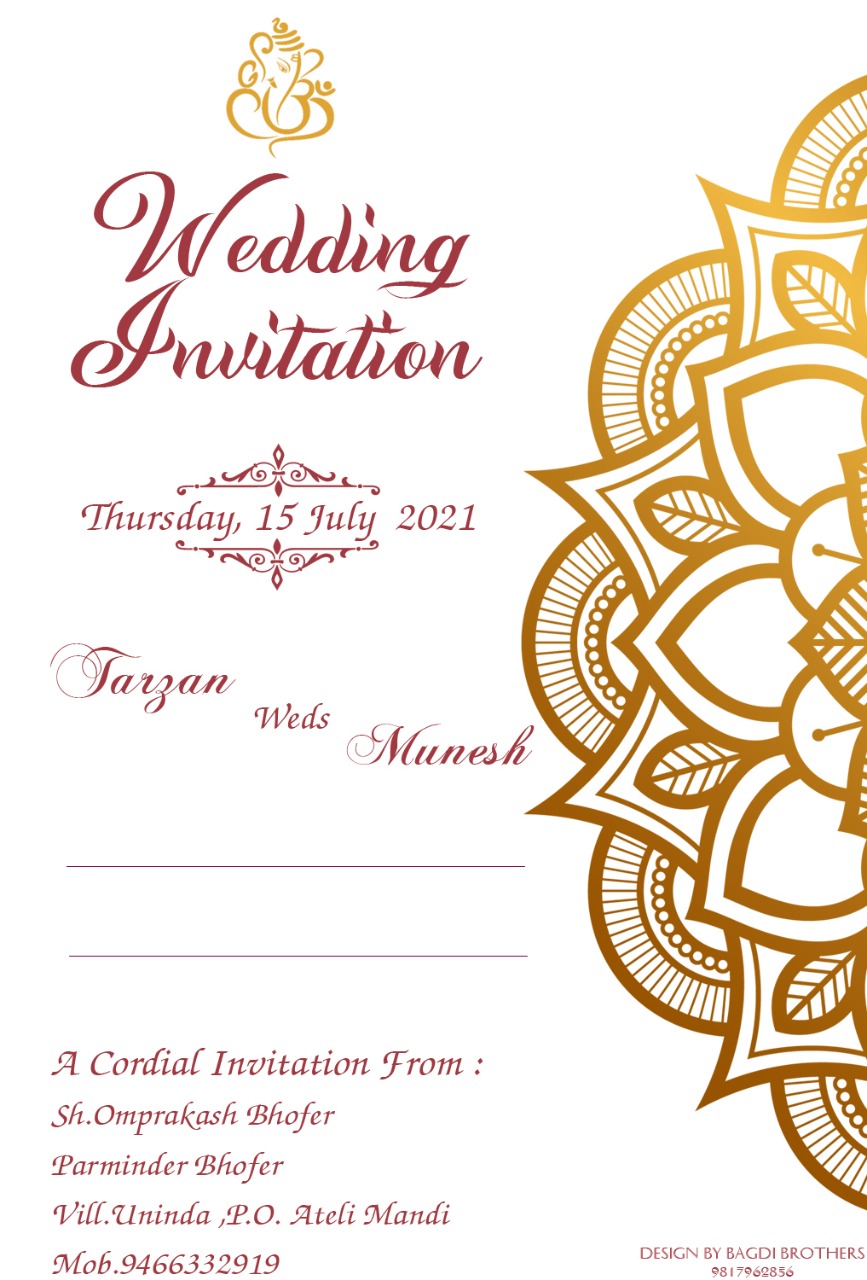 Wedding
Invitation
Thursday, 15 July 2021
Tarzan
Weds
Munesh
A Cordial Invitation From :
Sh.Omprakash Bhofer
Parminder Bhofer
Vill.Uninda ,P.O. Ateli Mandi
Mob.9466332919
DESIGN BY BAGDI BROTHERS
9817962856